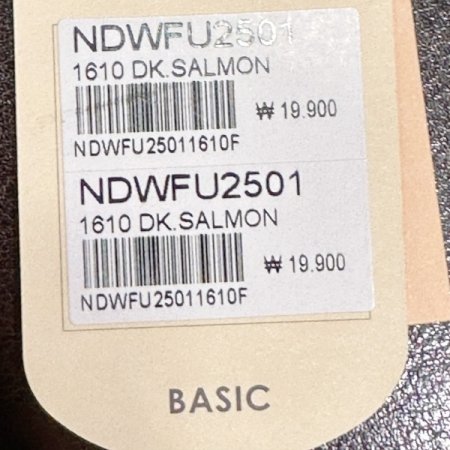 NDWFU2501
1610 DK.SALMON
₩ 19.900
NDWFU25011610F
NDWFU2501
1610 DK.SALMON
₩ 19.900
NDWFU25011610F
BASIC